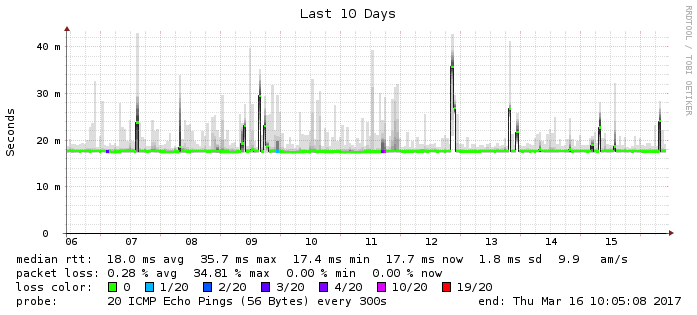 Last 10 Days
RRDTOOL / TOBI OETIKER
Seconds
40 m
30 m
20 m
10 m
0
06 07 08 09 10 11 12 13 14 15
median rtt: 18.0 ms avg 35.7 ms max 17.4 ms min 17.7 ms now 1.8 ms sd 9.9 am/s
packet loss: 0.28 % avg 34.81 % max 0.00 % min 0.00 % now
loss color: 0 1/20 2/20 3/20 4/20 10/20 19/20
probe: 20 ICMP Echo Pings (56 Bytes) every 300s end: Thu Mar 16 10:05:08 2017